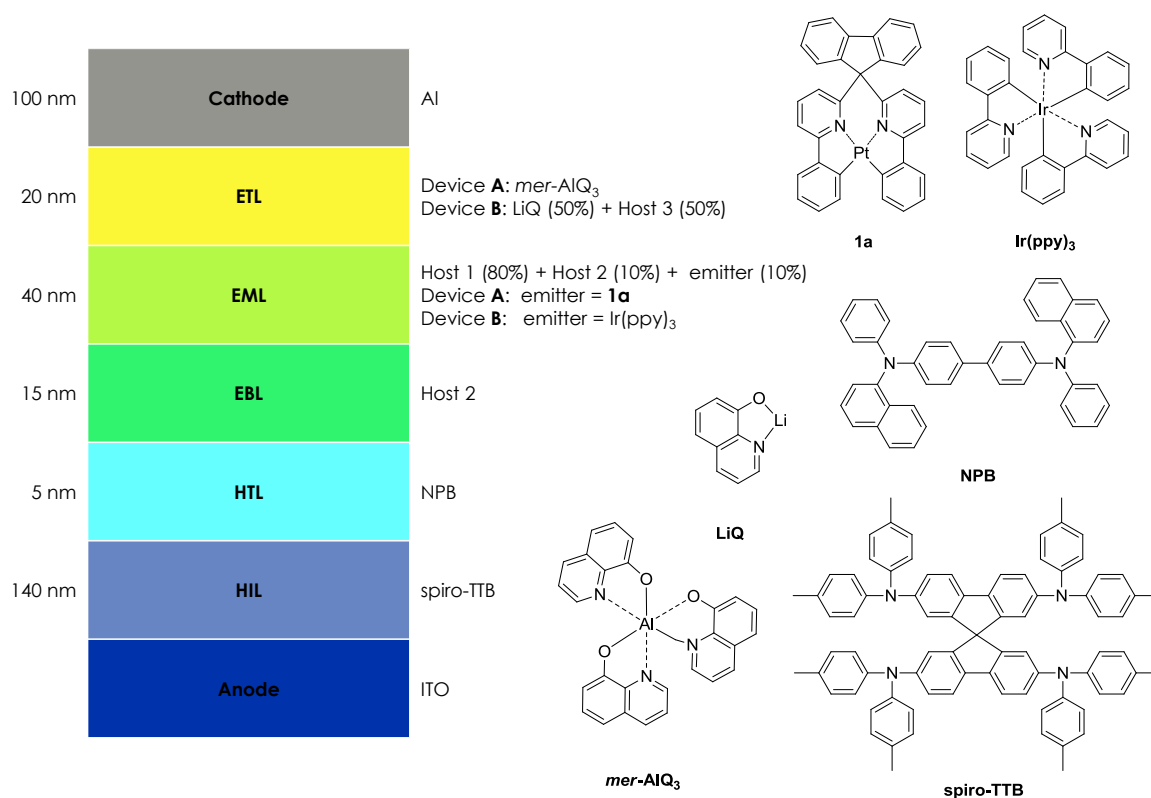 100 nm
Cathode
Al
20 nm
ETL
Device A: mer-AlQ3
Device B: LiQ (50%) + Host 3 (50%)
40 nm
EML
Host 1 (80%) + Host 2 (10%) + emitter (10%)
Device A: emitter = 1a
Device B: emitter = Ir(ppy)3
15 nm
EBL
Host 2
5 nm
HTL
NPB
140 nm
HIL
spiro-TTB
Anode
ITO
N
N
Pt
1a
N
Ir
N
N
Ir(ppy)3
N
N
NPB
O
Li
N
LiQ
O
N
O
Al
O
N
N
mer-AlQ3
N
N
N
N
spiro-TTB